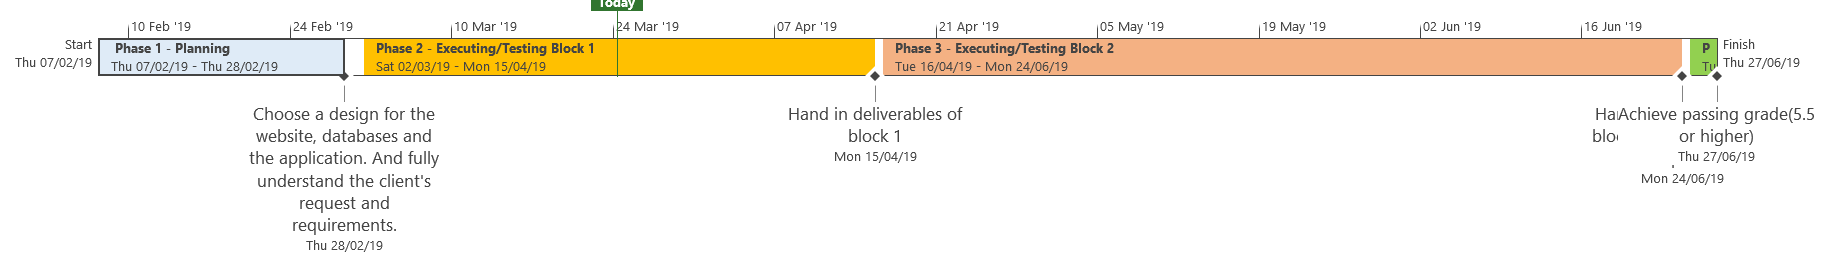 Today
10 Feb '19
24 Feb '19
10 Mar '19
24 Mar '19
07 Apr '19
21 Apr '19
05 May '19
19 May '19
02 Jun '19
16 Jun '19
Start
Thu 07/02/19
Phase 1 - Planning
Thu 07/02/19 - Thu 28/02/19
Phase 2 - Executing/Testing Block 1
Sat 02/03/19 - Mon 15/04/19
Phase 3 - Executing/Testing Block 2
Tue 16/04/19 - Mon 24/06/19
P
Tu
Finish
Thu 27/06/19
Choose a design for the
website, databases and
the application. And fully
understand the client's
request and
requirements.
Thu 28/02/19
Hand in deliverables of
block 1
Mon 15/04/19
Achieve passing grade(5.5
or higher)
Thu 27/06/19
Mon 24/06/19